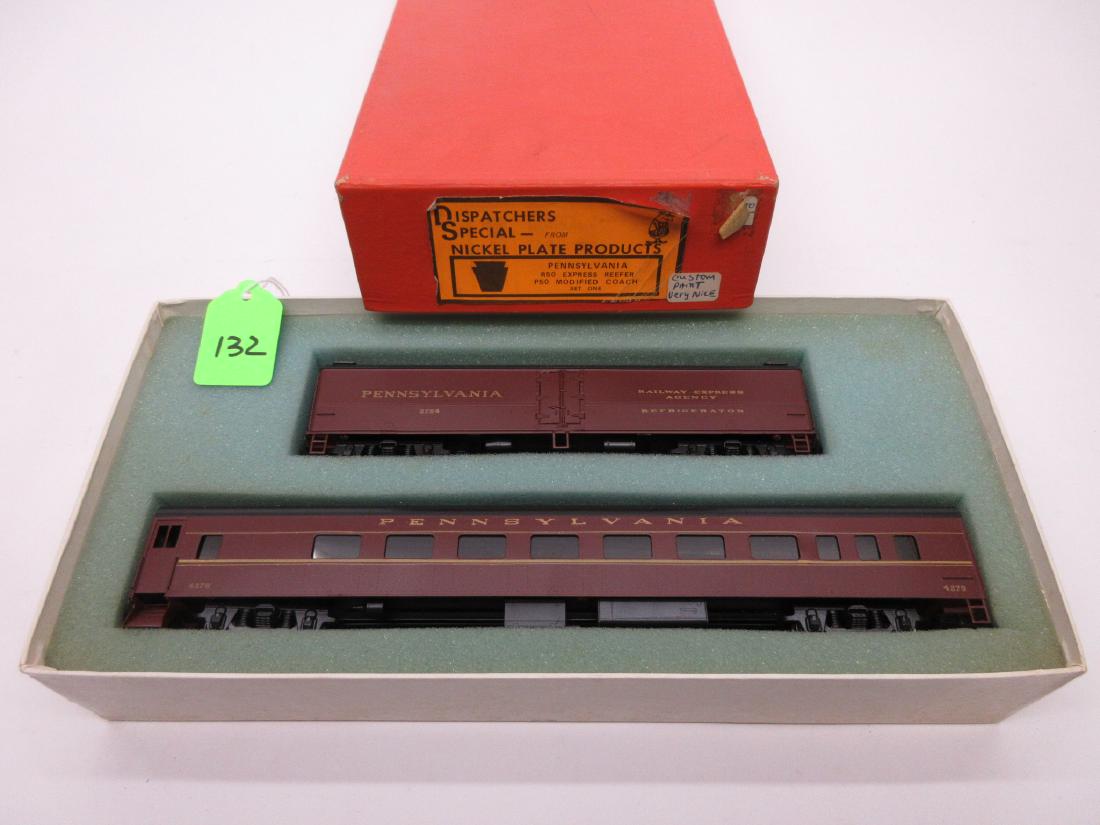 DISPATCHERS
SPECIAL — FROM
NICKEL PLATE PRODUCTS
PENNSYLVANIA
R50 EXPRESS REEFER
P50 MODIFIED COACH
SET ONE
CUSTOM
PAINT
Very NICE
132
PENNSYLVANIA
RAILWAY EXPRESS
AGENCY
REFRIGERATOR
PENNSYLVANIA
4279